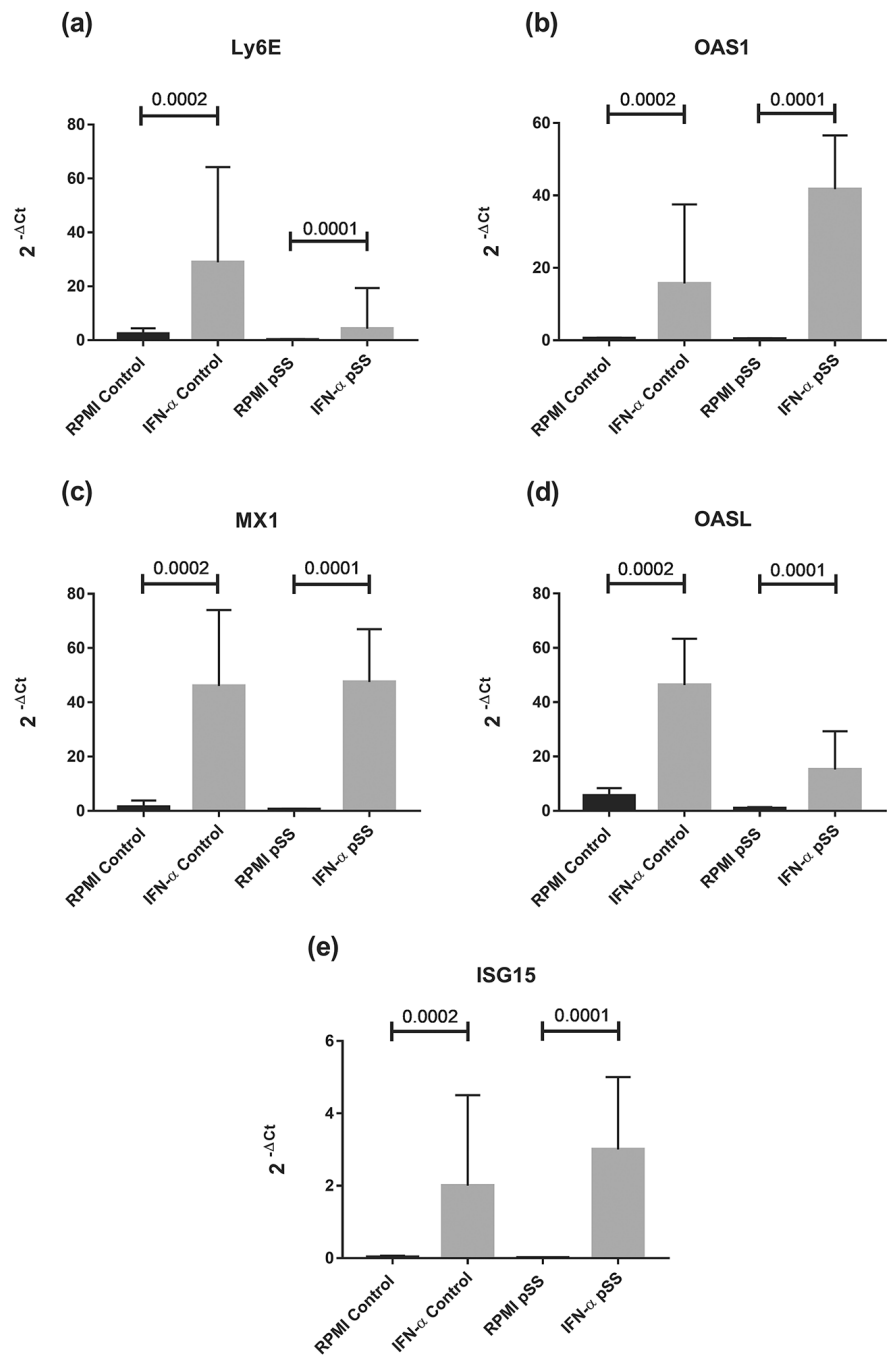 (a)
Ly6E
0.0002
0.0001
80
60
40
20
0
2 -ΔCt
RPMI Control
IFN-α Control
RPMI pSS
IFN-α pSS
(b)
OAS1
0.0002
0.0001
60
40
20
0
2 -ΔCt
RPMI Control
IFN-α Control
RPMI pSS
IFN-α pSS
(c)
MX1
0.0002
0.0001
80
60
40
20
0
2 -ΔCt
RPMI Control
IFN-α Control
RPMI pSS
IFN-α pSS
(d)
OASL
0.0002
0.0001
80
60
40
20
0
2 -ΔCt
RPMI Control
IFN-α Control
RPMI pSS
IFN-α pSS
(e)
ISG15
0.0002
0.0001
6
4
2
0
2 -ΔCt
RPMI Control
IFN-α Control
RPMI pSS
IFN-α pSS